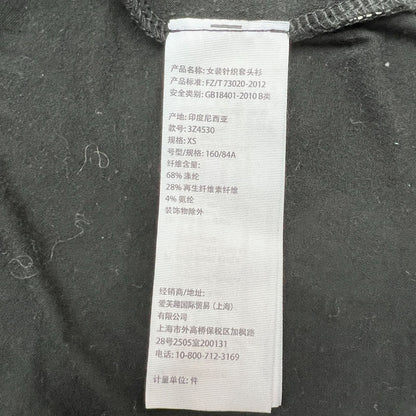 产品名称: 女装针织套头衫
产品标准: FZ/T 73020-2012
安全类别: GB18401-2010 B类
产地: 印度尼西亚
款号: 3Z4530
规格: XS
号型/规格: 160/84A
纤维含量:
68% 涤纶
28% 再生纤维素纤维
4% 氨纶
装饰物除外
经销商/地址:
爱芙趣国际贸易 (上海)
有限公司
上海市外高桥保税区加枫路
28号2505室200131
电话: 10-800-712-3169
计量单位: 件